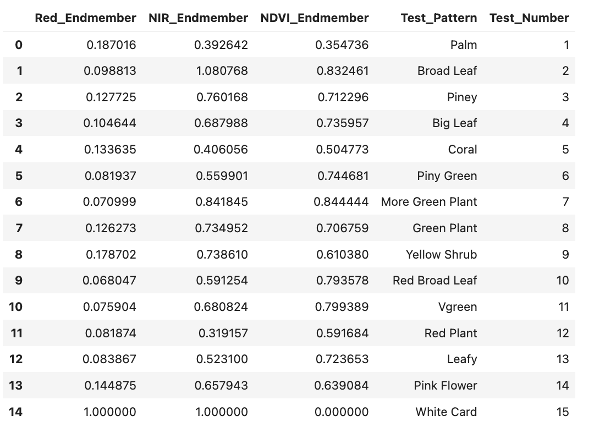 Red_Endmember NIR_Endmember NDVI_Endmember Test_Pattern Test_Number
0 0.187016 0.392642 0.354736 Palm 1
1 0.098813 1.080768 0.832461 Broad Leaf 2
2 0.127725 0.760168 0.712296 Piney 3
3 0.104644 0.687988 0.735957 Big Leaf 4
4 0.133635 0.406056 0.504773 Coral 5
5 0.081937 0.559901 0.744681 Piny Green 6
6 0.070999 0.841845 0.844444 More Green Plant 7
7 0.126273 0.734952 0.706759 Green Plant 8
8 0.178702 0.738610 0.610380 Yellow Shrub 9
9 0.068047 0.591254 0.793578 Red Broad Leaf 10
10 0.075904 0.680824 0.799389 Vgreen 11
11 0.081874 0.319157 0.591684 Red Plant 12
12 0.083867 0.523100 0.723653 Leafy 13
13 0.144875 0.657943 0.639084 Pink Flower 14
14 1.000000 1.000000 0.000000 White Card 15